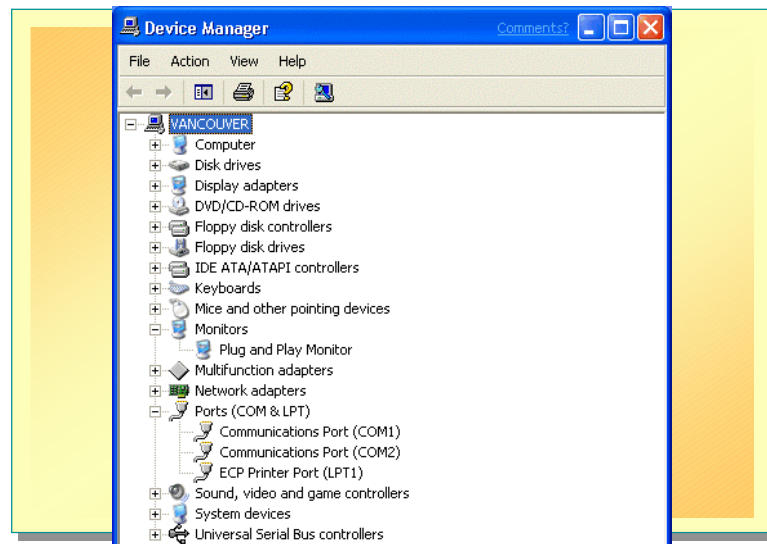 Device Manager Comments?
File Action View Help
VANCOUVER
Computer
Disk drives
Display adapters
DVD/CD-ROM drives
Floppy disk controllers
Floppy disk drives
IDE ATA/ATAPI controllers
Keyboards
Mice and other pointing devices
Monitors
Plug and Play Monitor
Multifunction adapters
Network adapters
Ports (COM & LPT)
Communications Port (COM1)
Communications Port (COM2)
ECP Printer Port (LPT1)
Sound, video and game controllers
System devices
Universal Serial Bus controllers